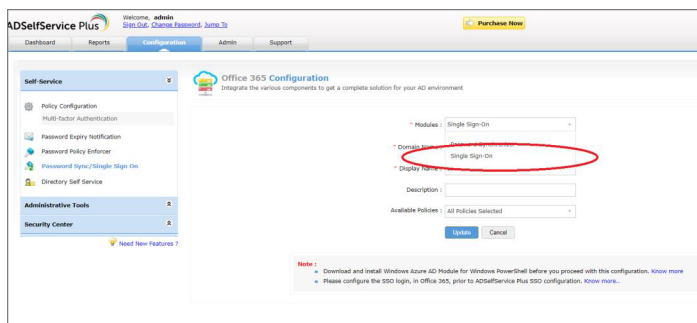 ADSelfService Plus
Welcome, admin
Sign Out, Change Password, Jump To
Purchase Now
Dashboard Reports Configuration Admin Support
Self-Service
Policy Configuration
Multi-factor Authentication
Password Expiry Notification
Password Policy Enforcer
Password Sync/Single Sign On
Directory Self Service
Administrative Tools
Security Center
Need New Features ?
Office 365 Configuration
Integrate the various components to get a complete solution for your AD environment
* Modules : Single Sign-On
Password Synchronizer
* Domain Name :
Single Sign-On
* Display Name :
Description :
Available Policies : All Policies Selected
Update Cancel
Note :
Download and install Windows Azure AD Module for Windows PowerShell before you proceed with this configuration. Know more
Please configure the SSO login, in Office 365, prior to ADSelfService Plus SSO configuration. Know more..